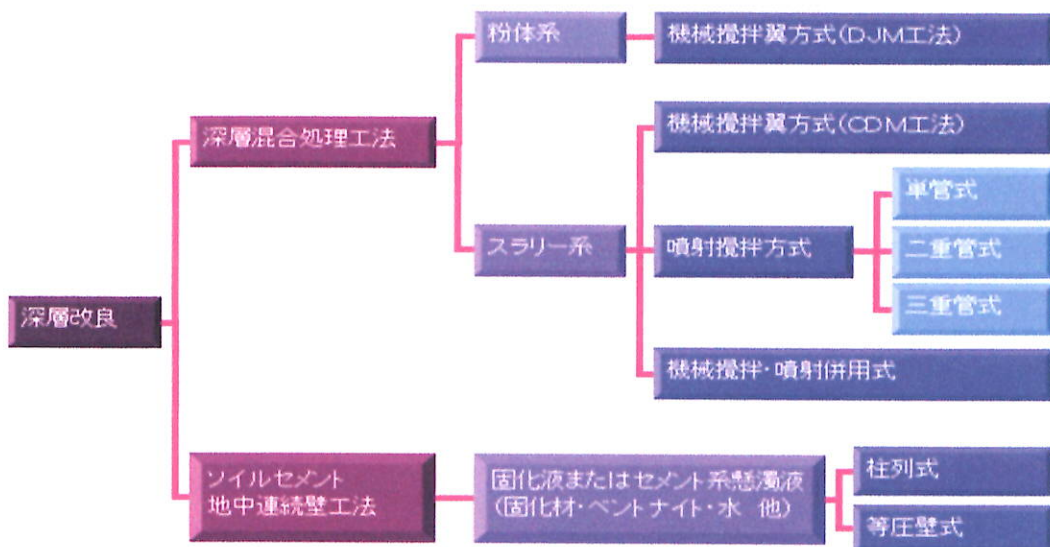 深層改良
深層混合処理工法
粉体系
機械攪拌翼方式(DJM工法)
スラリー系
機械攪拌翼方式(CDM工法)
噴射攪拌方式
単管式
二重管式
三重管式
機械攪拌・噴射併用式
ソイルセメント
地中連続壁工法
固化液またはセメント系懸濁液
(固化材・ベントナイト・水 他)
柱列式
等圧壁式